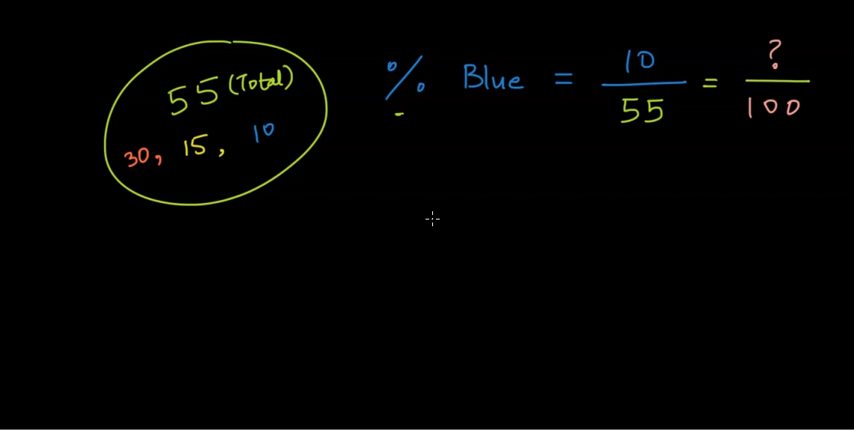 55 (Total)
30, 15, 10
% Blue = 10/55 = ?/100